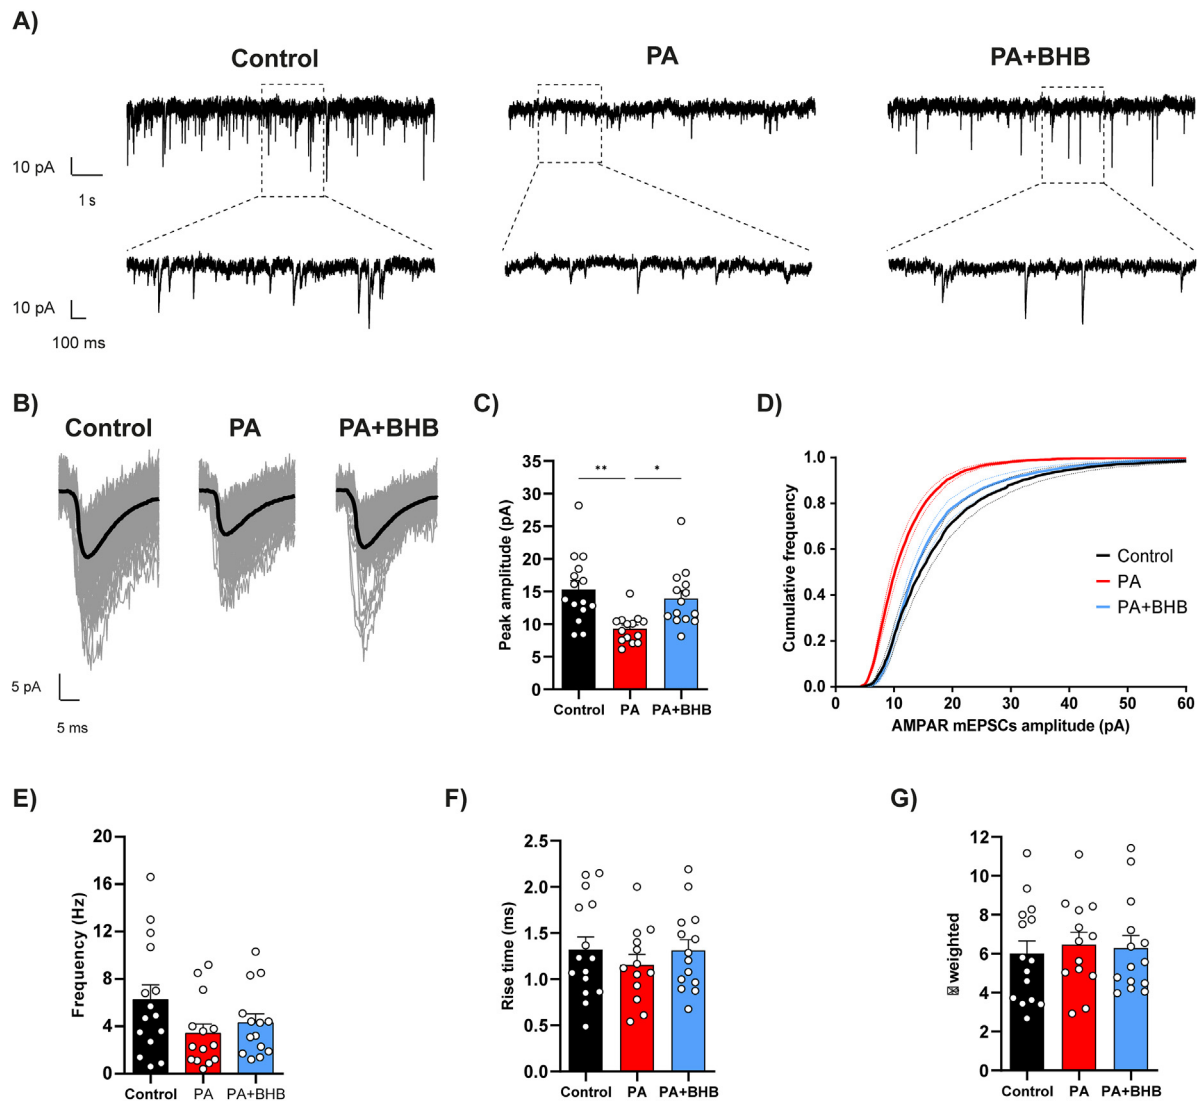 A)
Control
PA
PA+BHB
10 pA
1 s
10 pA
100 ms
B)
Control
PA
PA+BHB
5 pA
5 ms
C)
Peak amplitude (pA)
35
30
25
20
15
10
5
0
**
*
Control
PA
PA+BHB
D)
Cumulative frequency
1.0
0.8
0.6
0.4
0.2
0.0
0
10
20
30
40
50
60
AMPAR mEPSCs amplitude (pA)
Control
PA
PA+BHB
E)
Frequency (Hz)
20
16
12
8
4
0
Control
PA
PA+BHB
F)
Rise time (ms)
2.5
2.0
1.5
1.0
0.5
0.0
Control
PA
PA+BHB
G)
weighted
12
10
8
6
4
2
0
Control
PA
PA+BHB